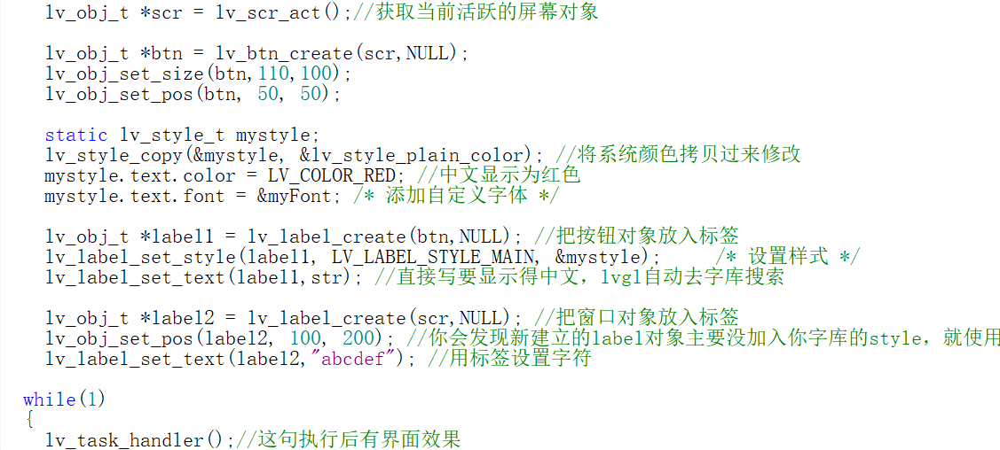 lv_obj_t *scr = lv_scr_act();//获取当前活跃的屏幕对象
lv_obj_t *btn = lv_btn_create(scr,NULL);
lv_obj_set_size(btn,110,100);
lv_obj_set_pos(btn, 50, 50);
static lv_style_t mystyle;
lv_style_copy(&mystyle, &lv_style_plain_color); //将系统颜色拷贝过来修改
mystyle.text.color = LV_COLOR_RED; //中文显示为红色
mystyle.text.font = &myFont; /* 添加自定义字体 */
lv_obj_t *label1 = lv_label_create(btn,NULL); //把按钮对象放入标签
lv_label_set_style(label1, LV_LABEL_STYLE_MAIN, &mystyle); /* 设置样式 */
lv_label_set_text(label1,str); //直接写要显示得中文，lvgl自动去字库搜索
lv_obj_t *label2 = lv_label_create(scr,NULL); //把窗口对象放入标签
lv_obj_set_pos(label2, 100, 200); //你会发现新建立的label对象主要没加入你字库的style，就使用
lv_label_set_text(label2,"abcdef"); //用标签设置字符
while(1)
{
lv_task_handler();//这句执行后有界面效果